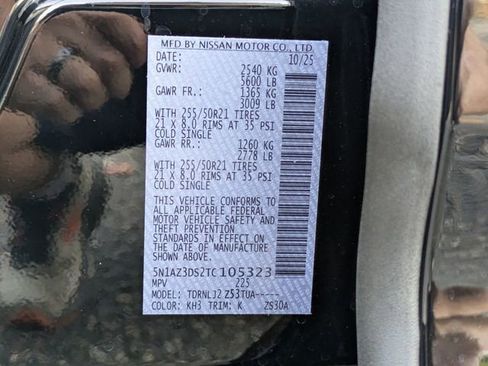 MFD BY NISSAN MOTOR CO., LTD.
DATE: 10/25
GVWR: 2540 KG
5600 LB
GAWR FR.: 1365 KG
3009 LB
WITH 255/50R21 TIRES
21 X 8.0 RIMS AT 35 PSI
COLD SINGLE
GAWR RR.: 1260 KG
2778 LB
WITH 255/50R21 TIRES
21 X 8.0 RIMS AT 35 PSI
COLD SINGLE
THIS VEHICLE CONFORMS TO
ALL APPLICABLE FEDERAL
MOTOR VEHICLE SAFETY AND
THEFT PREVENTION
STANDARDS IN EFFECT ON
THE DATE OF MANUFACTURE
SHOWN ABOVE.
5N1AZ3DS2TC105323
MPV 225
MODEL: TDRNLJ2 Z53TUA-----
COLOR: KH3 TRIM: K ZS30A